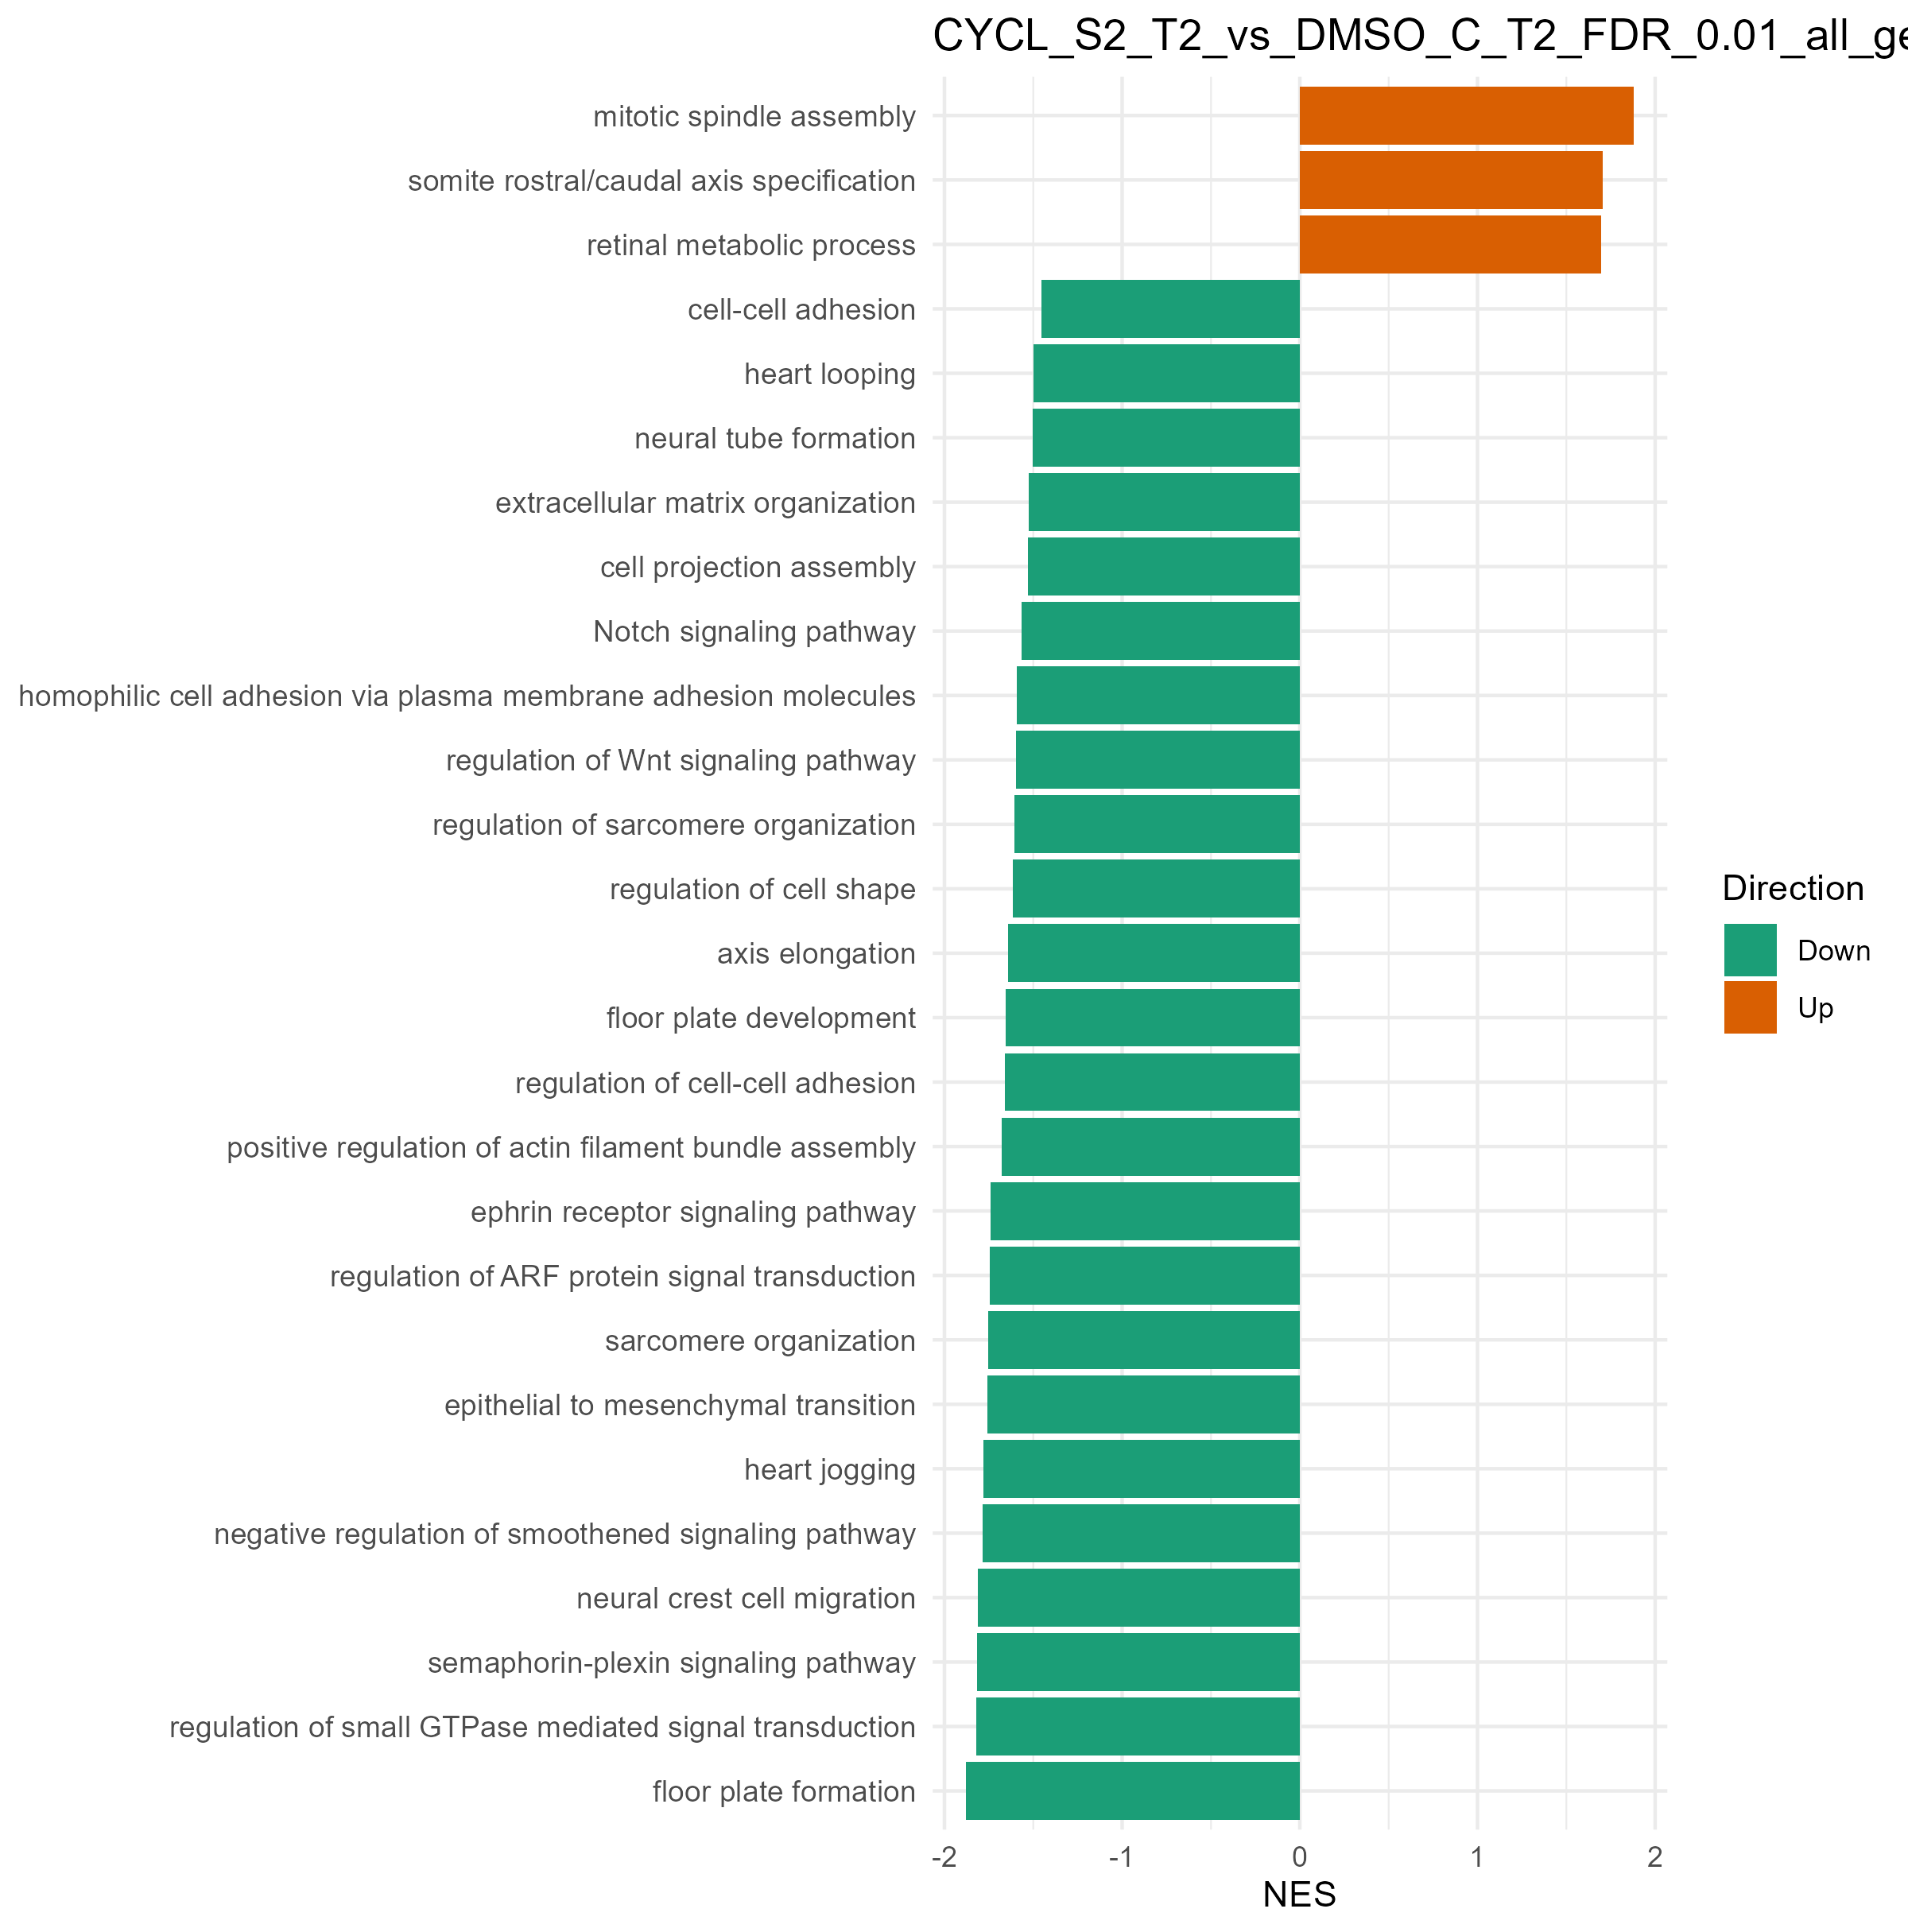 CYCL_S2_T2_vs_DMSO_C_T2_FDR_0.01_all_ge
mitotic spindle assembly
somite rostral/caudal axis specification
retinal metabolic process
cell-cell adhesion
heart looping
neural tube formation
extracellular matrix organization
cell projection assembly
Notch signaling pathway
homophilic cell adhesion via plasma membrane adhesion molecules
regulation of Wnt signaling pathway
regulation of sarcomere organization
regulation of cell shape
axis elongation
floor plate development
regulation of cell-cell adhesion
positive regulation of actin filament bundle assembly
ephrin receptor signaling pathway
regulation of ARF protein signal transduction
sarcomere organization
epithelial to mesenchymal transition
heart jogging
negative regulation of smoothened signaling pathway
neural crest cell migration
semaphorin-plexin signaling pathway
regulation of small GTPase mediated signal transduction
floor plate formation
-2 -1 0 1 2
NES
Direction
Down
Up